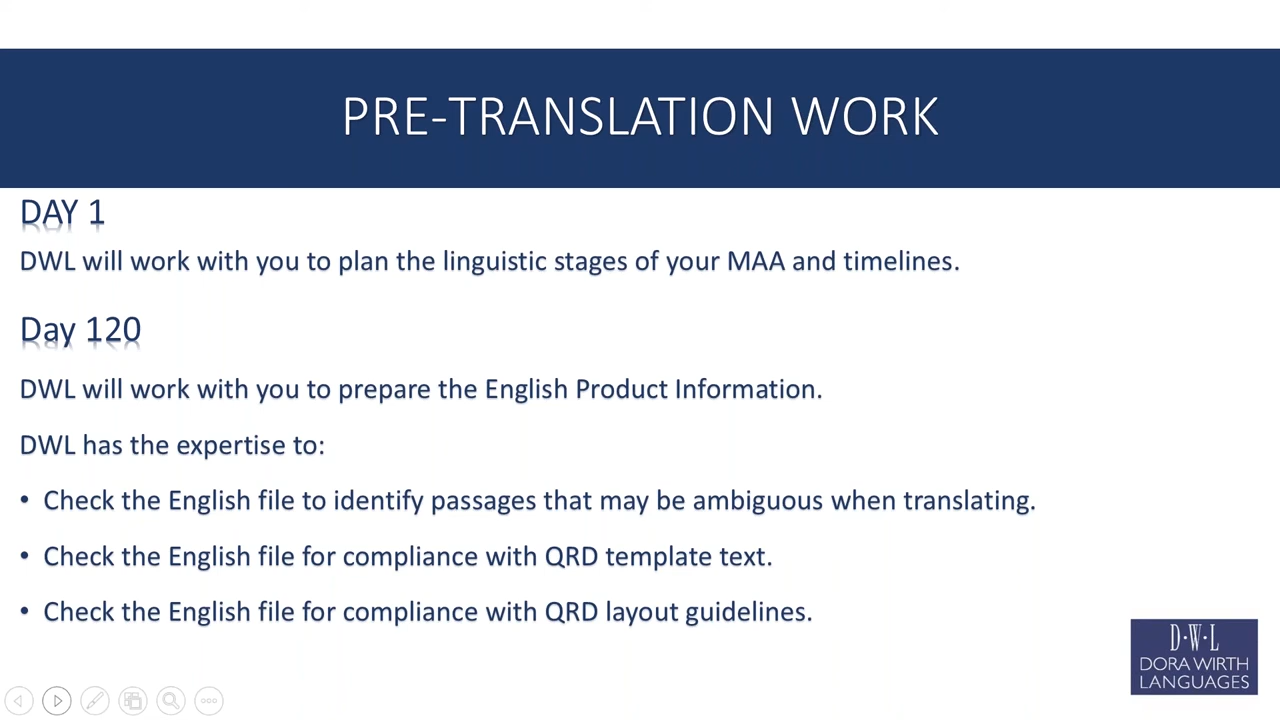 PRE-TRANSLATION WORK
DAY 1
DWL will work with you to plan the linguistic stages of your MAA and timelines.
Day 120
DWL will work with you to prepare the English Product Information.
DWL has the expertise to:
• Check the English file to identify passages that may be ambiguous when translating.
• Check the English file for compliance with QRD template text.
• Check the English file for compliance with QRD layout guidelines.
D·W·L
DORA WIRTH
LANGUAGES